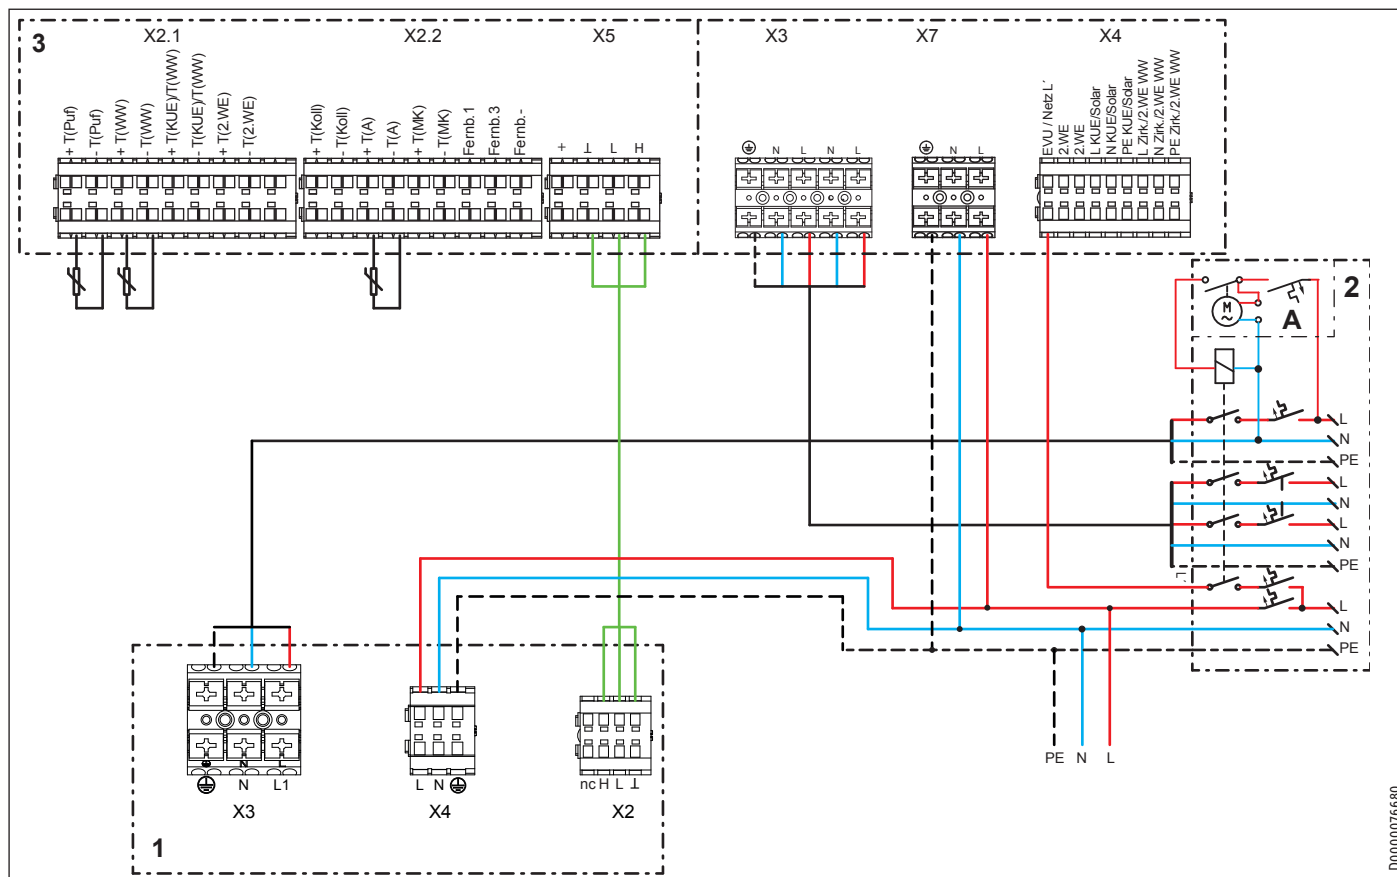 3
X2.1
X2.2
X5
X3
X7
X4
+ T(Puf)
- T(Puf)
+ T(WW)
- T(WW)
+ T(KUE)/T(WW)
- T(KUE)/T(WW)
+ T(2.WE)
- T(2.WE)
+ T(Koll)
- T(Koll)
+ T(A)
- T(A)
+ T(MK)
- T(MK)
Fernb.1
Fernb.3
Fernb.-
+ ⊥ L H
N L N L
N L
EVU / Netz L'
2.WE
2.WE
L KUE/Solar
N KUE/Solar
PE KUE/Solar
L Zirk./2.WE WW
N Zirk./2.WE WW
PE Zirk./2.WE WW
2
M
~
A
L
N
PE
L
N
L
N
PE
L'
L
N
PE
PE N L
N L
N L1
X3
L N
X4
nc H L ⊥
X2
1
D0000076680